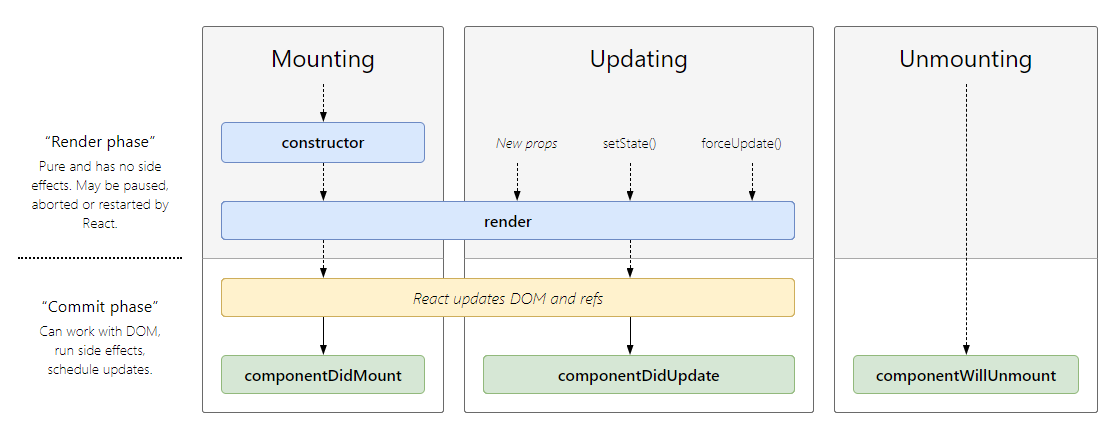 Mounting
Updating
Unmounting
“Render phase”
Pure and has no side
effects. May be paused,
aborted or restarted by
React.
constructor
New props
setState()
forceUpdate()
render
“Commit phase”
Can work with DOM,
run side effects,
schedule updates.
React updates DOM and refs
componentDidMount
componentDidUpdate
componentWillUnmount